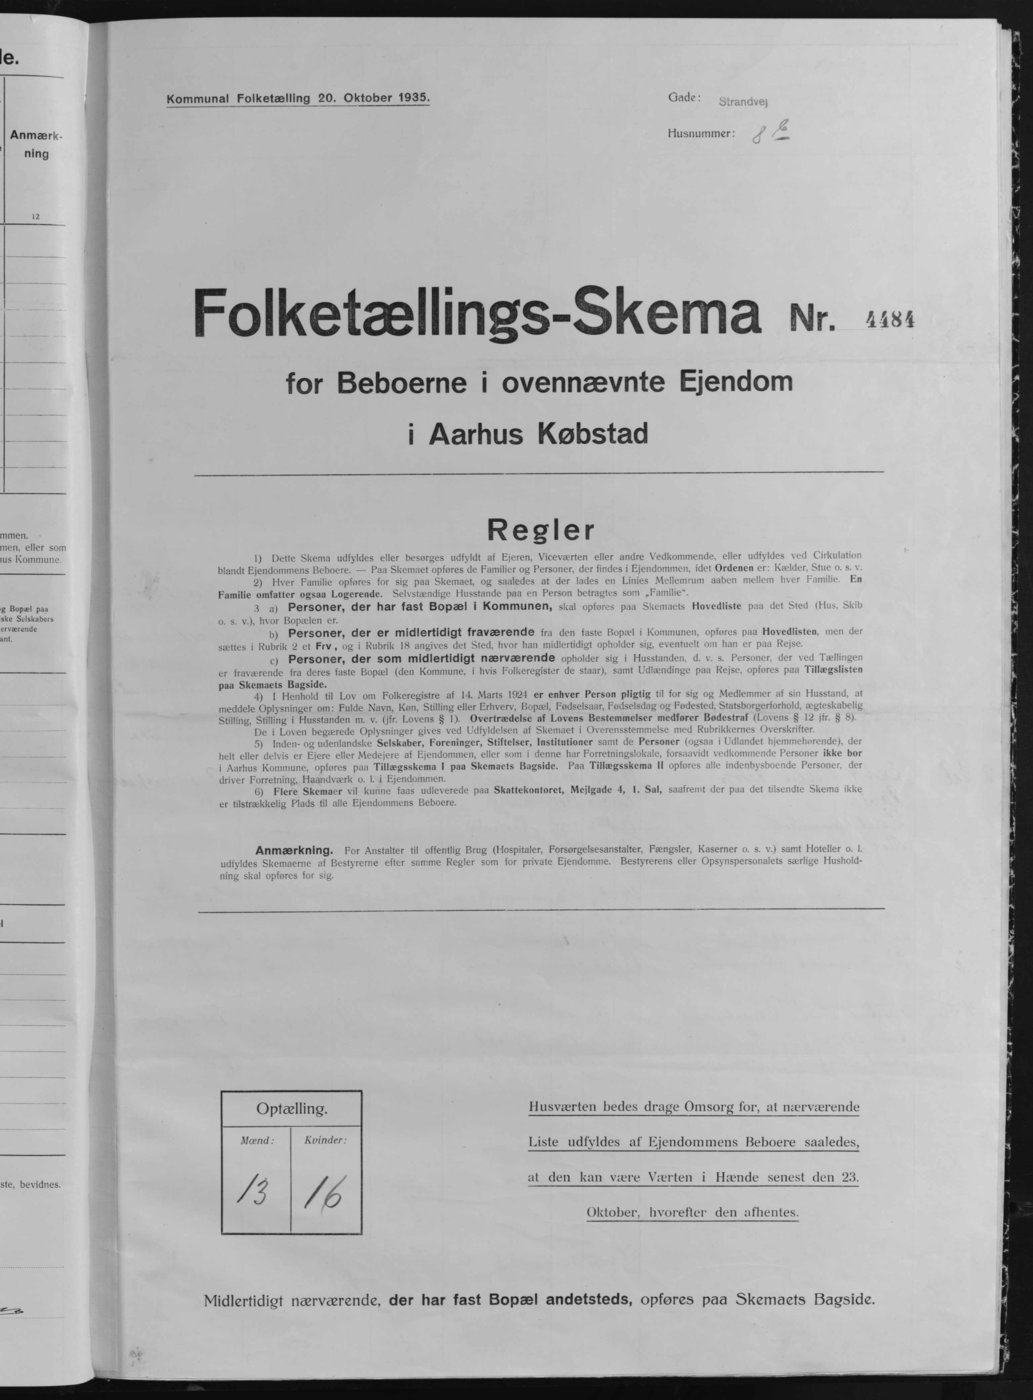 le.
Anmærk-
ning
12
mmen.
men, eller som
us Kommune
g Bopæl paa
ske Selskabers
erværende
ant.
ste, bevidnes.
Kommunal Folketælling 20. Oktober 1935.
Gade: Strandvej
Husnummer: 8
Folketællings-Skema Nr. 4484
for Beboerne i ovennævnte Ejendom
i Aarhus Købstad
Regler
1) Dette Skema udfyldes eller besørges udfyldt af Ejeren, Viceværten eller andre Vedkommende, eller udfyldes ved Cirkulation
blandt Ejendommens Beboere. — Paa Skemaet opføres de Familier og Personer, der findes i Ejendommen, idet Ordenen er: Kælder, Stue o. s. v.
2) Hver Familie opføres for sig paa Skemaet, og saaledes at der lades en Linies Mellemrum aaben mellem hver Familie. En
Familie omfatter ogsaa Logerende. Selvstændige Husstande paa en Person betragtes som „Familie“.
3 a) Personer, der har fast Bopæl i Kommunen, skal opføres paa Skemaets Hovedliste paa det Sted (Hus, Skib
o. s. v.), hvor Bopælen er.
b) Personer, der er midlertidigt fraværende fra den faste Bopæl i Kommunen, opføres paa Hovedlisten, men der
sættes i Rubrik 2 et Frv, og i Rubrik 18 angives det Sted, hvor han midlertidigt opholder sig, eventuelt om han er paa Rejse.
c) Personer, der som midlertidigt nærværende opholder sig i Husstanden, d. v. s. Personer, der ved Tællingen
er fraværende fra deres faste Bopæl (den Kommune, i hvis Folkeregister de staar), samt Udlændinge paa Rejse, opføres paa Tillægslisten
paa Skemaets Bagside.
4) I Henhold til Lov om Folkeregistre af 14. Marts 1924 er enhver Person pligtig til for sig og Medlemmer af sin Husstand, at
meddele Oplysninger om: Fulde Navn, Køn, Stilling eller Erhverv, Bopæl, Fødselsaar, Fødselsdag og Fødested, Statsborgerforhold, ægteskabelig
Stilling, Stilling i Husstanden m. v. (jfr. Lovens § 1). Overtrædelse af Lovens Bestemmelser medfører Bødestraf (Lovens § 12 jfr. § 8).
De i Loven begærede Oplysninger gives ved Udfyldelsen af Skemaet i Overensstemmelse med Rubrikkernes Overskrifter.
5) Inden- og udenlandske Selskaber, Foreninger, Stiftelser, Institutioner samt de Personer (ogsaa i Udlandet hjemmehørende), der
helt eller delvis er Ejere eller Medejere af Ejendommen, eller som i denne har Forretningslokale, forsaavidt vedkommende Personer ikke bor
i Aarhus Kommune, opføres paa Tillægsskema I paa Skemaets Bagside. Paa Tillægsskema II opføres alle indenbysboende Personer, der
driver Forretning, Haandværk o. l. i Ejendommen.
6) Flere Skemaer vil kunne faas udleverede paa Skattekontoret, Mejlgade 4, 1. Sal, saafremt der paa det tilsendte Skema ikke
er tilstrækkelig Plads til alle Ejendommens Beboere.
Anmærkning. For Anstalter til offentlig Brug (Hospitaler, Forsørgelsesanstalter, Fængsler, Kaserner o. s. v.) samt Hoteller o. l.
udfyldes Skemaerne af Bestyrerne efter samme Regler som for private Ejendomme. Bestyrerens eller Opsynspersonalets særlige Hushold-
ning skal opføres for sig.
Optælling.
Mænd: Kvinder:
13 16
Husværten bedes drage Omsorg for, at nærværende
Liste udfyldes af Ejendommens Beboere saaledes,
at den kan være Værten i Hænde senest den 23.
Oktober, hvorefter den afhentes.
Midlertidigt nærværende, der har fast Bopæl andetsteds, opføres paa Skemaets Bagside.